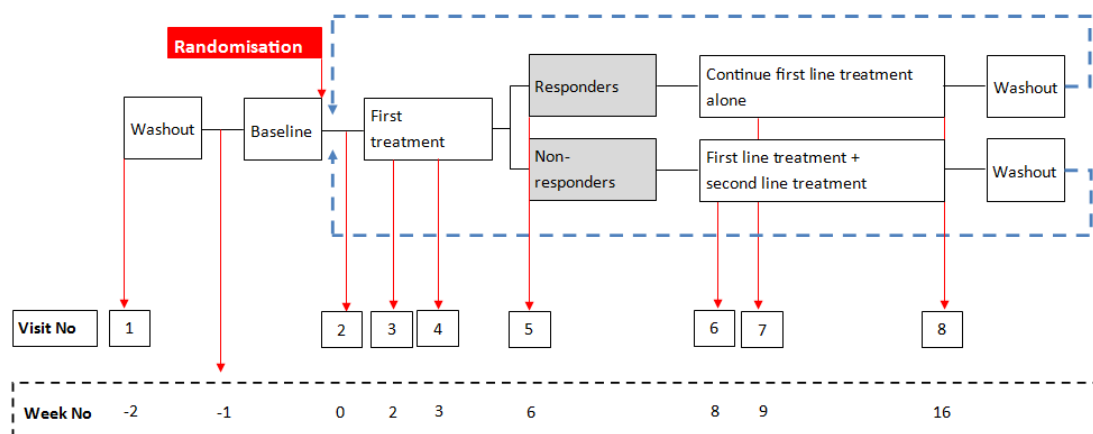 Randomisation
Washout
Baseline
First
treatment
Responders
Non-
responders
Continue first line treatment
alone
First line treatment +
second line treatment
Washout
Washout
Visit No 1 2 3 4 5 6 7 8
Week No -2 -1 0 2 3 6 8 9 16